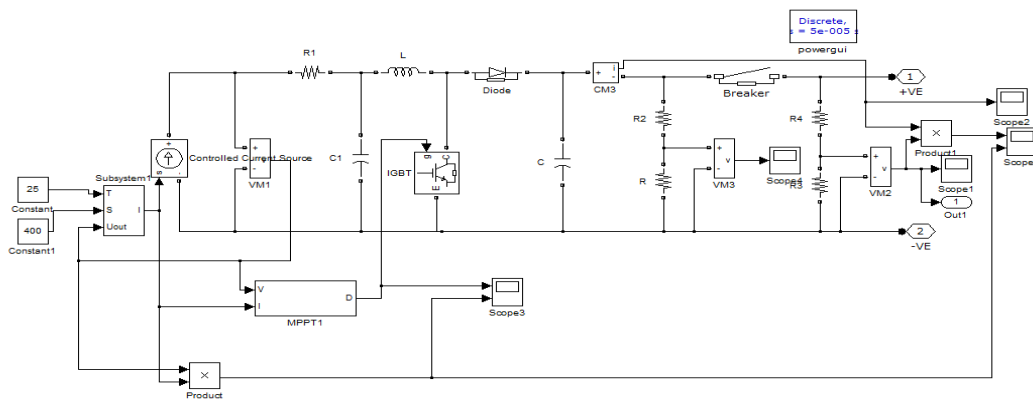 Discrete,
s = 5e-005 s
powergui
R1
L
Diode
+
-
i
CM3
Breaker
1
+VE
Scope2
Scope
Product1
R2
R4
+
s
-
Controlled Current Source
+
-
v
VM1
C1
g
C
E
IGBT
C
R
+
-
v
VM3
Scope4
R3
+
-
v
VM2
Scope1
1
Out1
25
Constant
400
Constant1
Subsystem1
T
S
Uout
I
2
-VE
V
I
D
MPPT1
Scope3
×
Product
×